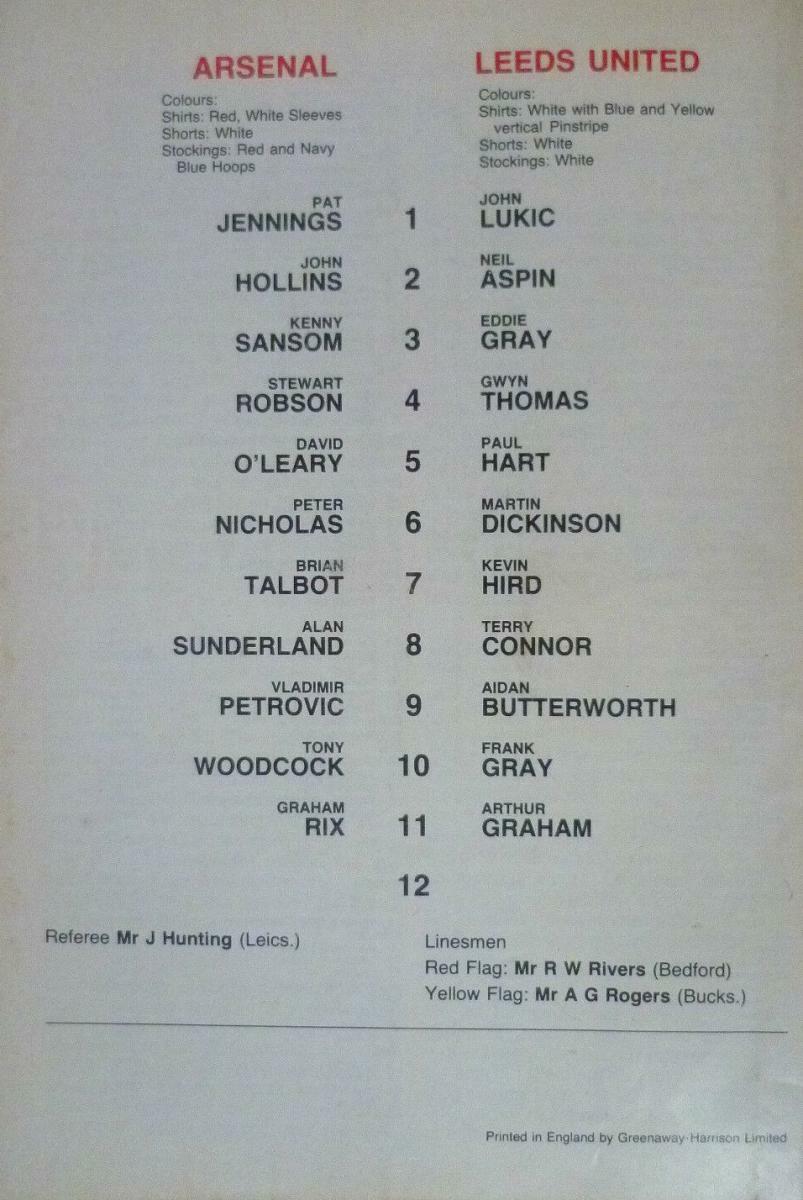 ARSENAL
Colours:
Shirts: Red, White Sleeves
Shorts: White
Stockings: Red and Navy
Blue Hoops
LEEDS UNITED
Colours:
Shirts: White with Blue and Yellow
vertical Pinstripe
Shorts: White
Stockings: White
PAT JOHN
JENNINGS 1 LUKIC
JOHN NEIL
HOLLINS 2 ASPIN
KENNY EDDIE
SANSOM 3 GRAY
STEWART GWYN
ROBSON 4 THOMAS
DAVID PAUL
O'LEARY 5 HART
PETER MARTIN
NICHOLAS 6 DICKINSON
BRIAN KEVIN
TALBOT 7 HIRD
ALAN TERRY
SUNDERLAND 8 CONNOR
VLADIMIR AIDAN
PETROVIC 9 BUTTERWORTH
TONY FRANK
WOODCOCK 10 GRAY
GRAHAM ARTHUR
RIX 11 GRAHAM
12
Referee Mr J Hunting (Leics.)
Linesmen
Red Flag: Mr R W Rivers (Bedford)
Yellow Flag: Mr A G Rogers (Bucks.)
Printed in England by Greenaway-Harrison Limited